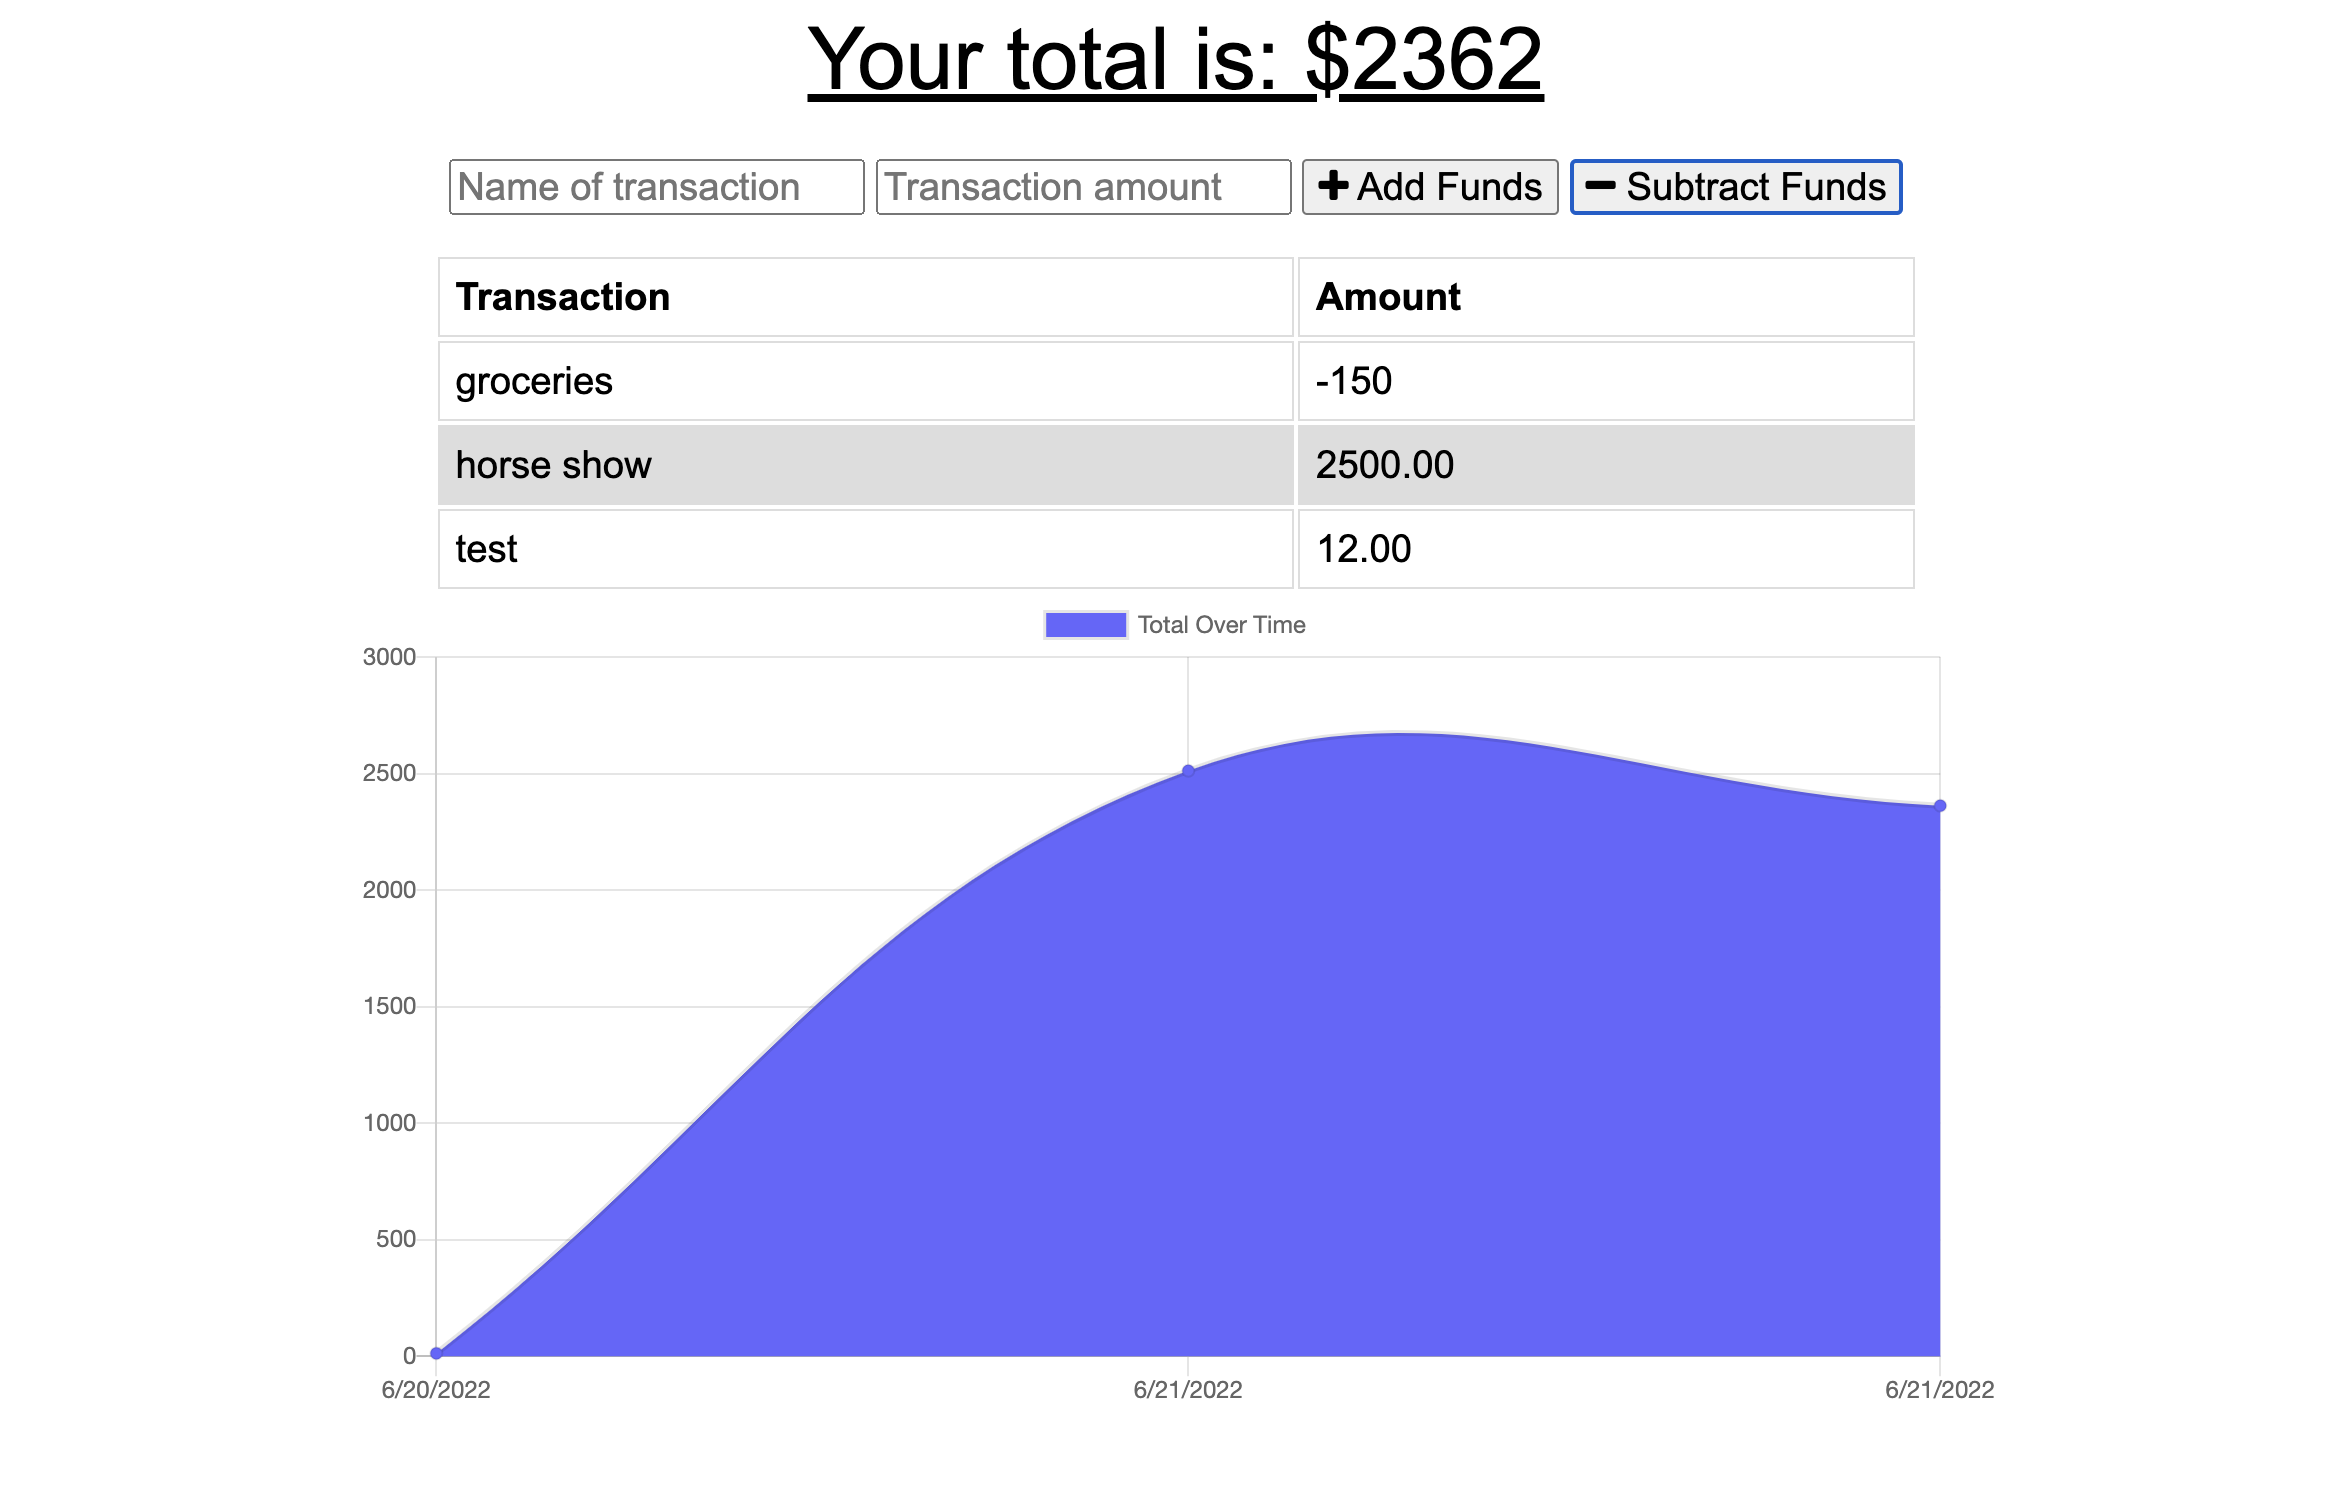 Your total is: $2362
Name of transaction Transaction amount Add Funds Subtract Funds
Transaction Amount
groceries -150
horse show 2500.00
test 12.00
Total Over Time
3000
2500
2000
1500
1000
500
0
6/20/2022 6/21/2022 6/21/2022